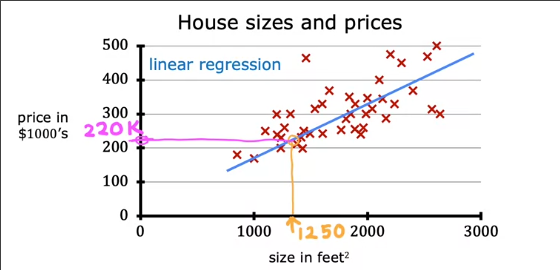 House sizes and prices
500
linear regression
400
price in
$1000's
300
220K
200
100
0
0 1000 2000 3000
1250
size in feet²